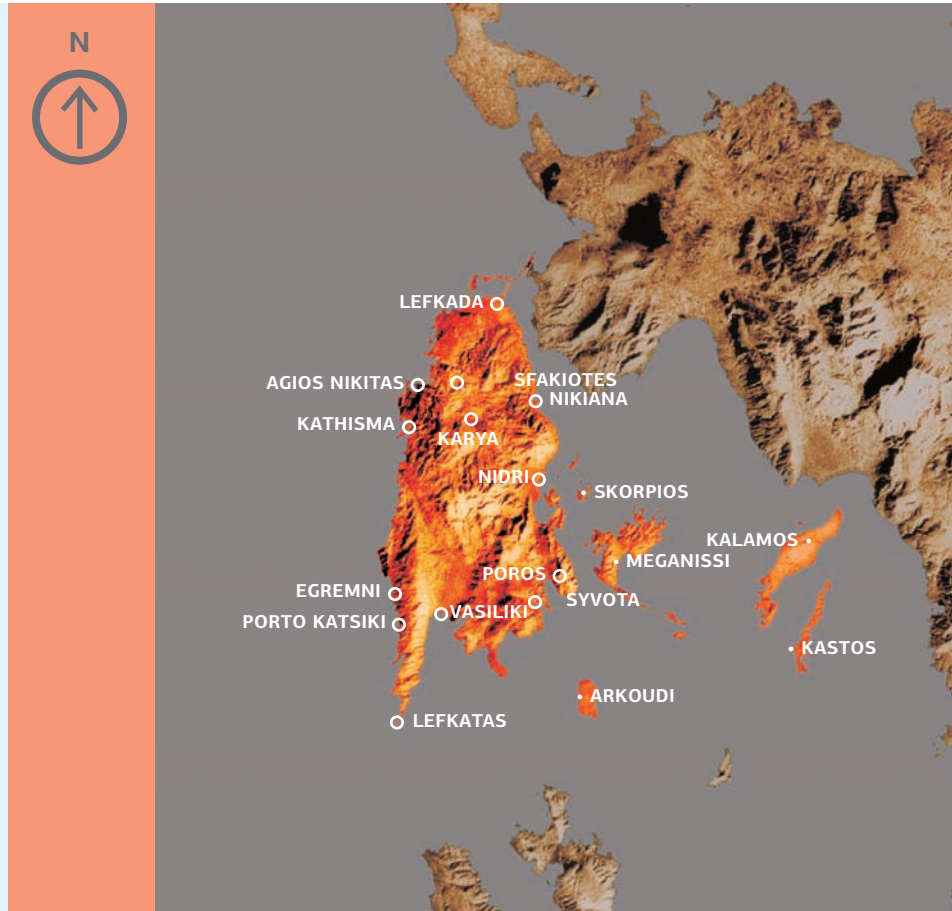 N
LEFKADA
AGIOS NIKITAS
SFAKIOTES
NIKIANA
KATHISMA
KARYA
NIDRI
SKORPIOS
KALAMOS
MEGANISSI
POROS
EGREMNI
SYVOTA
VASILIKI
PORTO KATSIKI
KASTOS
ARKOUDI
LEFKATAS